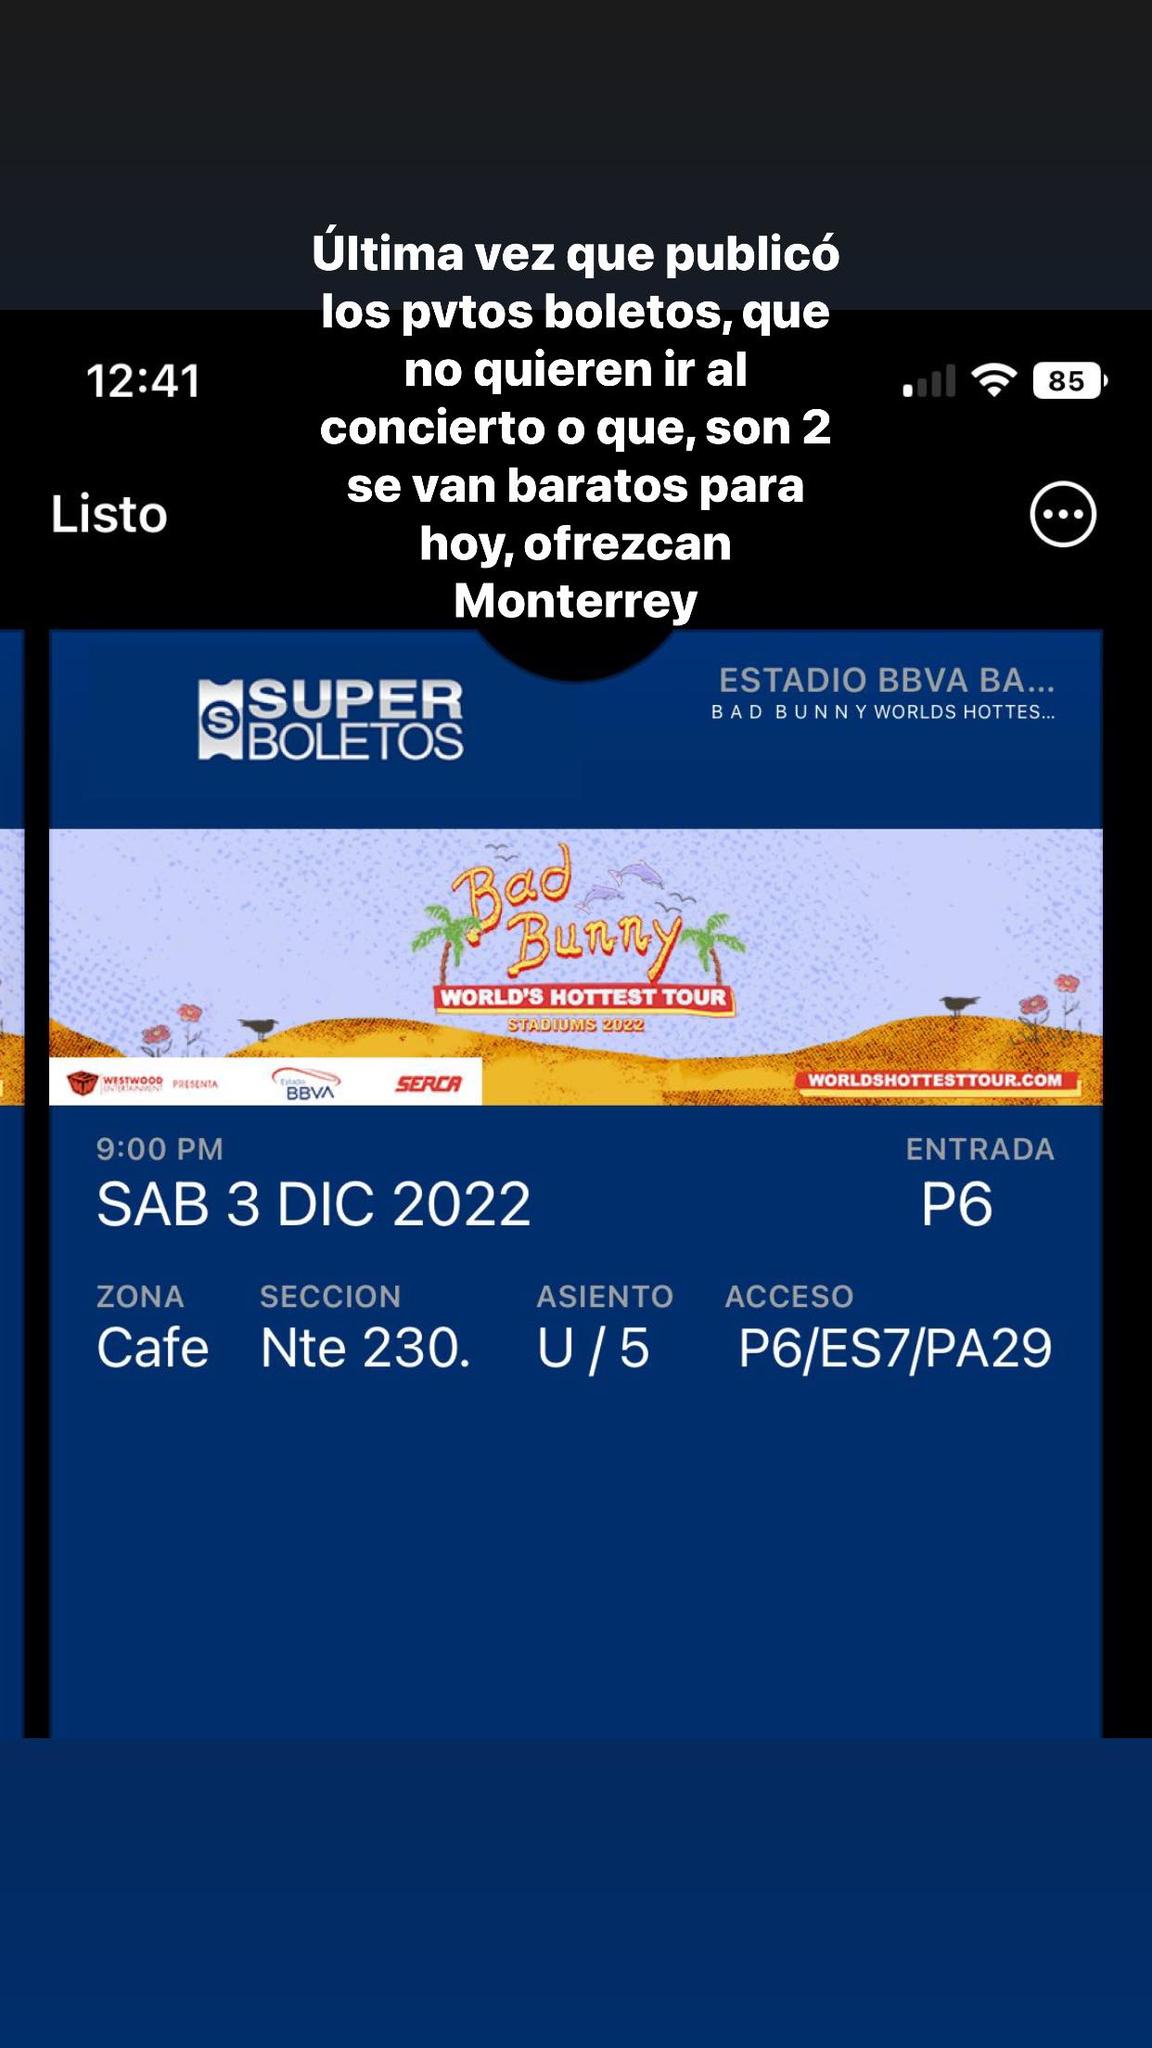 Última vez que publicó
los pvtos boletos, que
no quieren ir al
concierto o que, son 2
se van baratos para
hoy, ofrezcan
Monterrey
12:41
85
Listo
SUPER
BOLETOS
ESTADIO BBVA BA...
BAD BUNNY WORLDS HOTTES...
Bad
Bunny
WORLD'S HOTTEST TOUR
STADIUMS 2022
WESTWOOD
ENTERTAINMENT
PRESENTA
Estadio
BBVA
SERCA
WORLDSHOTTESTTOUR.COM
9:00 PM
SAB 3 DIC 2022
ENTRADA
P6
ZONA SECCION ASIENTO ACCESO
Cafe Nte 230. U / 5 P6/ES7/PA29